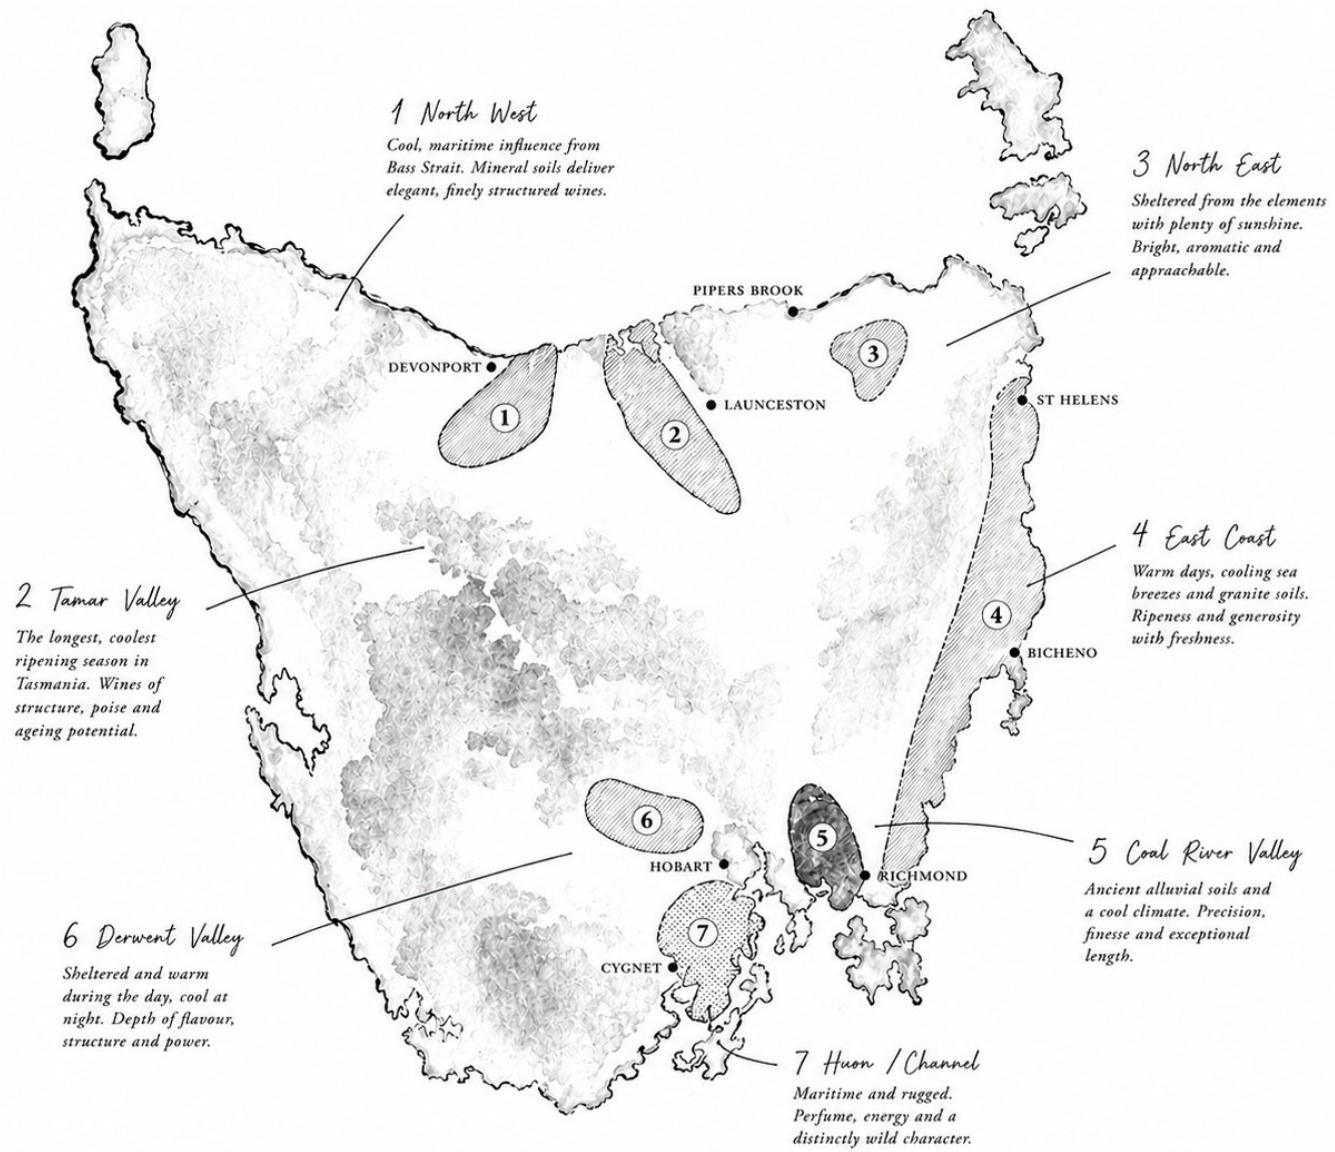 1 North West
Cool, maritime influence from
Bass Strait. Mineral soils deliver
elegant, finely structured wines.
3 North East
Sheltered from the elements
with plenty of sunshine.
Bright, aromatic and
appraachable.
PIPERS BROOK
3
DEVONPORT
1
LAUNCESTON
2
ST HELENS
4 East Coast
Warm days, cooling sea
breezes and granite soils.
Ripeness and generosity
with freshness.
4
BICHENO
2 Tamar Valley
The longest, coolest
ripening season in
Tasmania. Wines of
structure, poise and
ageing potential.
6
5
HOBART
RICHMOND
5 Coal River Valley
Ancient alluvial soils and
a cool climate. Precision,
finesse and exceptional
length.
7
CYGNET
6 Derwent Valley
Sheltered and warm
during the day, cool at
night. Depth of flavour,
structure and power.
7 Huon / Channel
Maritime and rugged.
Perfume, energy and a
distinctly wild character.